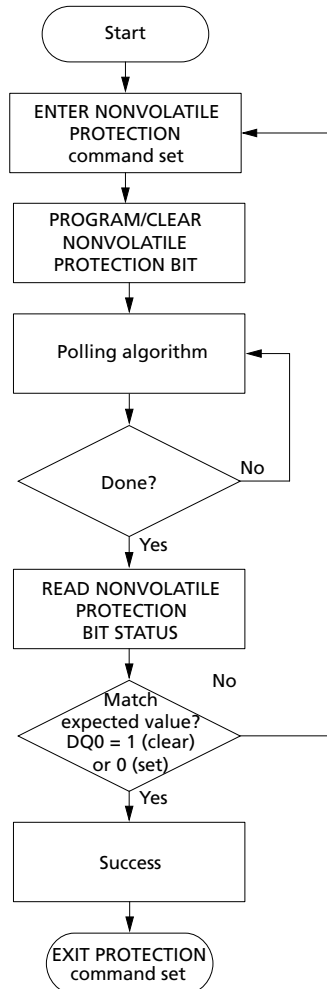 Start
ENTER NONVOLATILE
PROTECTION
command set
PROGRAM/CLEAR
NONVOLATILE
PROTECTION BIT
Polling algorithm
Done?
No
Yes
READ NONVOLATILE
PROTECTION
BIT STATUS
No
Match
expected value?
DQ0 = 1 (clear)
or 0 (set)
Yes
Success
EXIT PROTECTION
command set